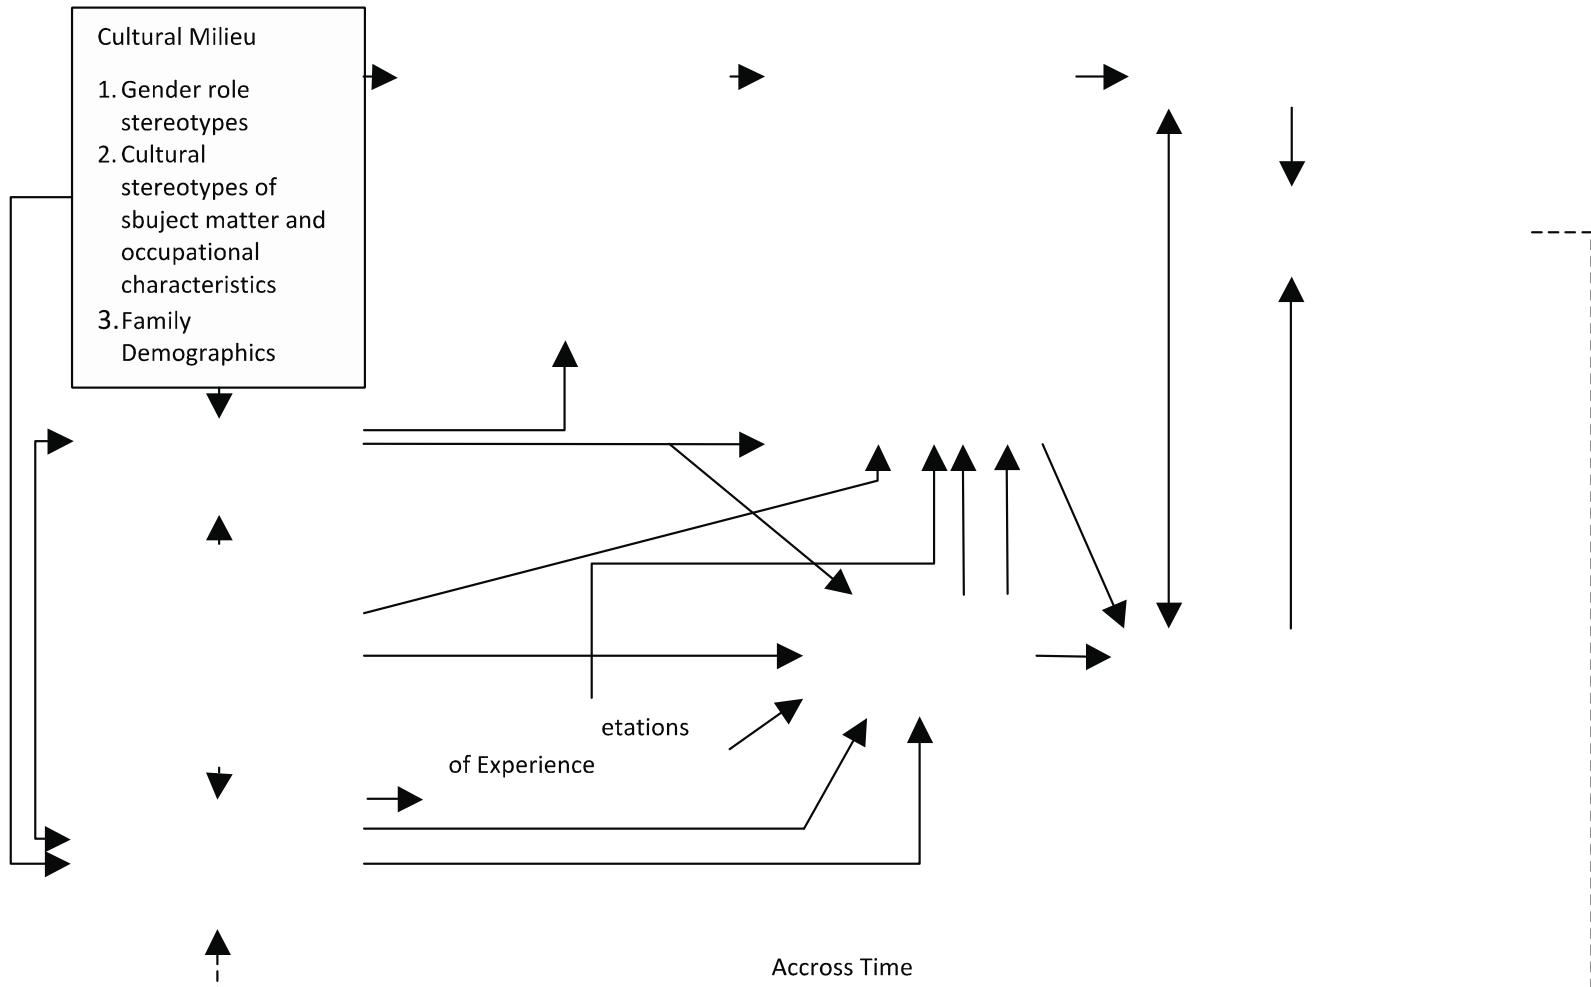 Cultural Milieu
1. Gender role
stereotypes
2. Cultural
stereotypes of
sbuject matter and
occupational
characteristics
3. Family
Demographics
etations
of Experience
Accross Time